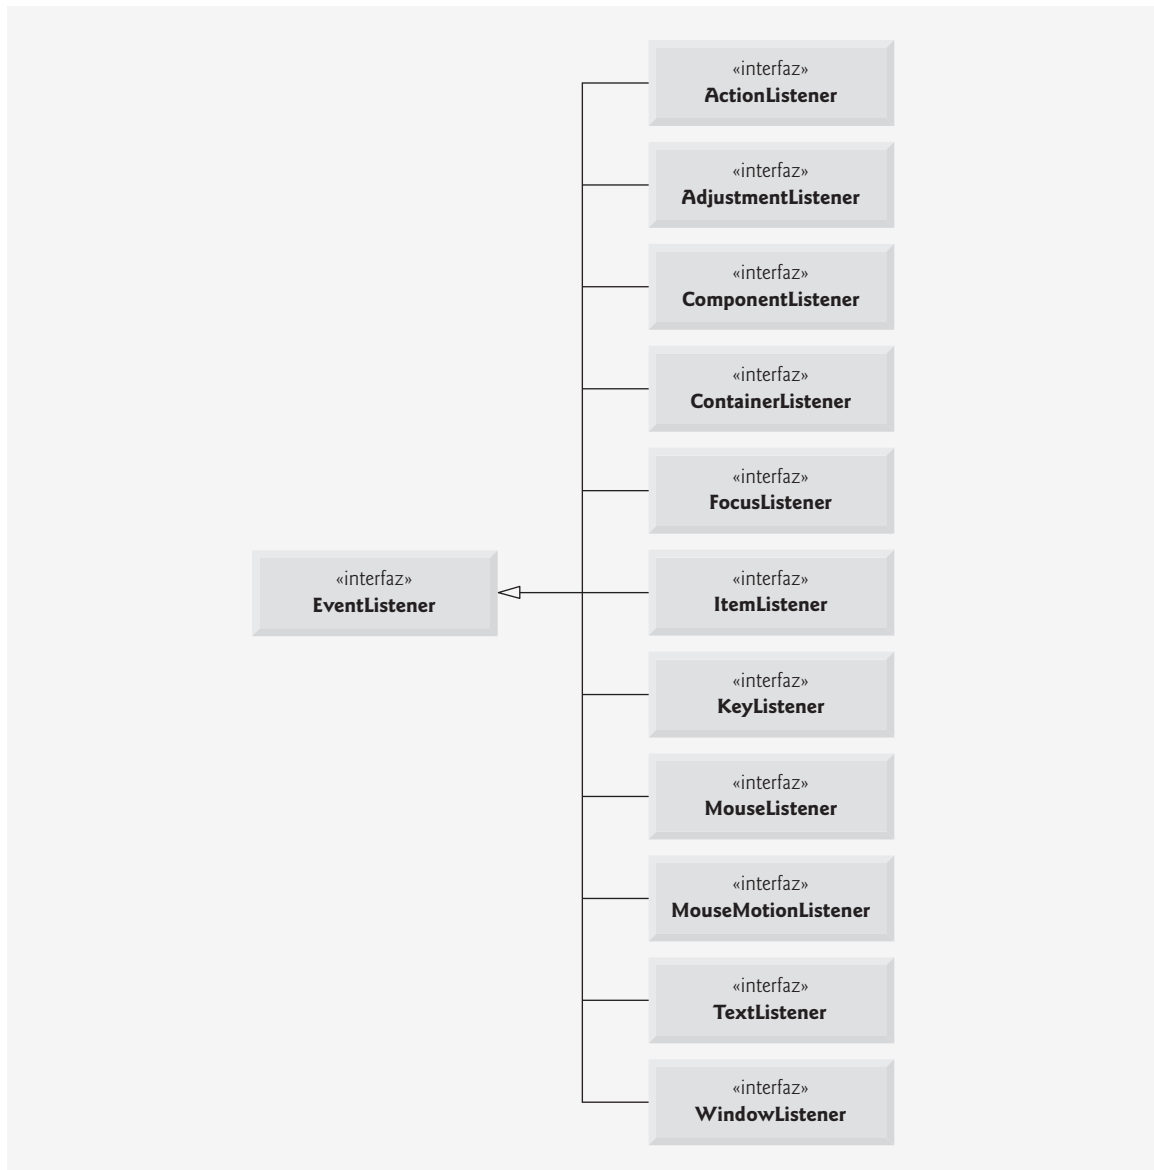 «interfaz»
ActionListener
«interfaz»
AdjustmentListener
«interfaz»
ComponentListener
«interfaz»
ContainerListener
«interfaz»
FocusListener
«interfaz»
EventListener
«interfaz»
ItemListener
«interfaz»
KeyListener
«interfaz»
MouseListener
«interfaz»
MouseMotionListener
«interfaz»
TextListener
«interfaz»
WindowListener